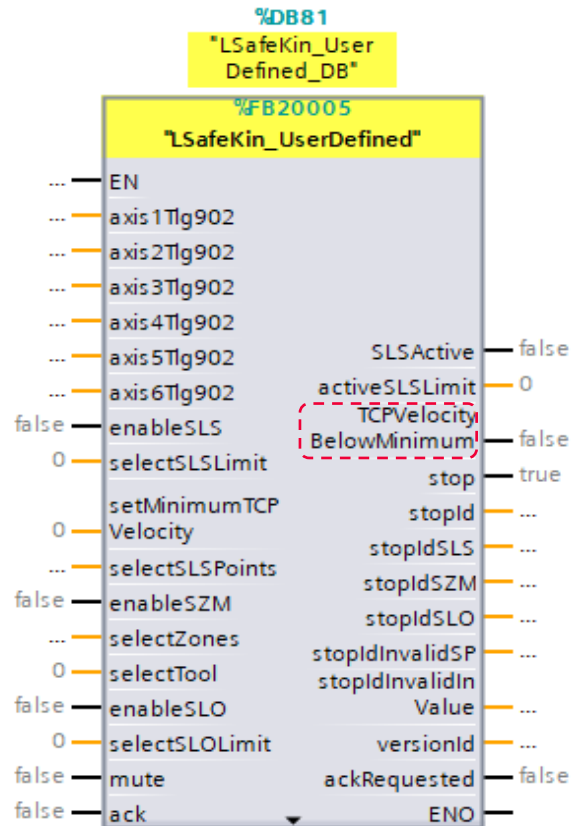 %DB81
"LSafeKin_User
Defined_DB"
%FB20005
"LSafeKin_UserDefined"
... EN
... axis1Tlg902
... axis2Tlg902
... axis3Tlg902
... axis4Tlg902
... axis5Tlg902
... axis6Tlg902
false enableSLS
0 selectSLSLimit
setMinimumTCP
0 Velocity
... selectSLSPoints
false enableSZM
... selectZones
0 selectTool
false enableSLO
0 selectSLOLimit
false mute
false ack
SLSActive false
activeSLSLimit 0
TCPVelocity
BelowMinimum false
stop true
stopId ...
stopIdSLS ...
stopIdSZM ...
stopIdSLO ...
stopIdInvalidSP ...
stopIdInvalidIn
Value ...
versionId ...
ackRequested false
ENO